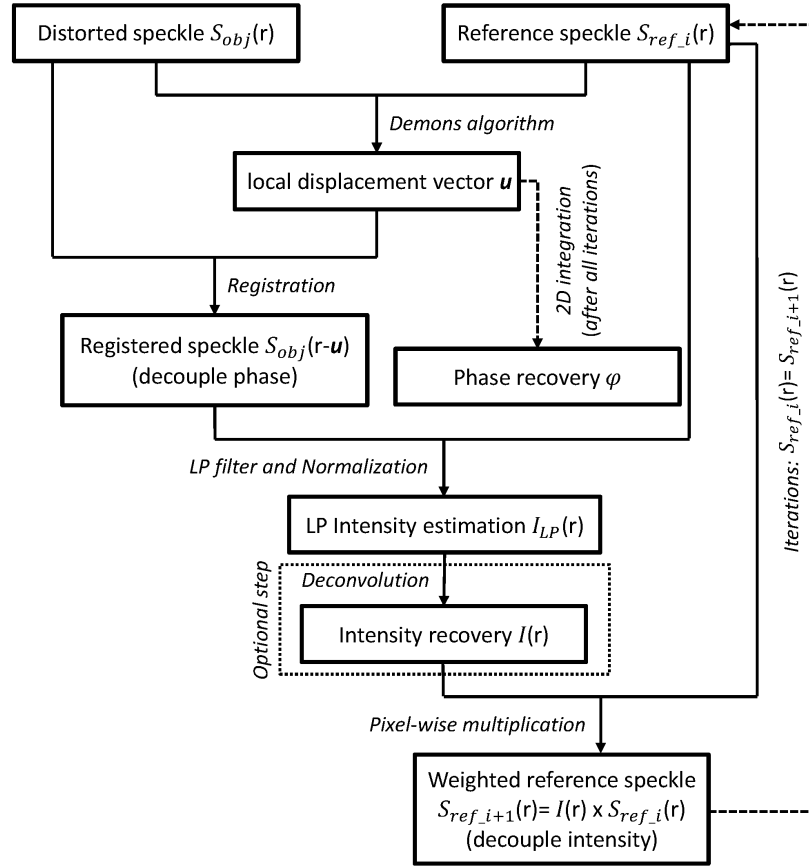 Distorted speckle S_obj(r)
Reference speckle S_ref_i(r)
Demons algorithm
local displacement vector u
2D integration
(after all iterations)
Registration
Registered speckle S_obj(r-u)
(decouple phase)
Phase recovery φ
Iterations: S_ref_i(r)= S_ref_i+1(r)
LP filter and Normalization
LP Intensity estimation I_LP(r)
Optional step
Deconvolution
Intensity recovery I(r)
Pixel-wise multiplication
Weighted reference speckle
S_ref_i+1(r)= I(r) x S_ref_i(r)
(decouple intensity)